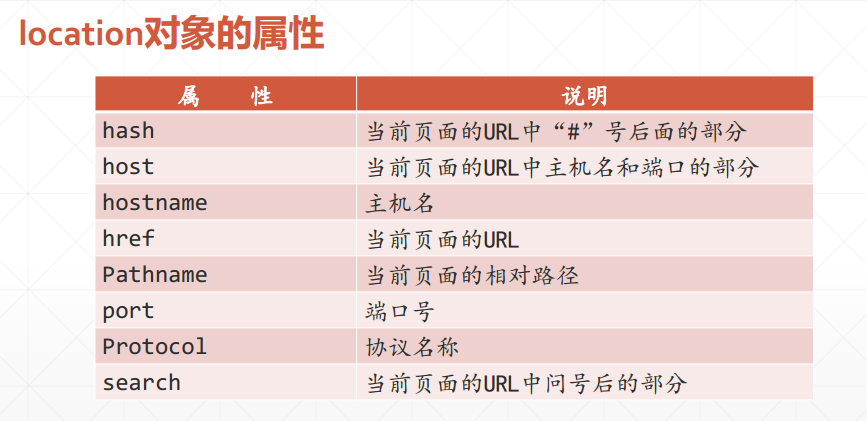 location对象的属性
属 性 说明
hash 当前页面的URL中“#”号后面的部分
host 当前页面的URL中主机名和端口的部分
hostname 主机名
href 当前页面的URL
Pathname 当前页面的相对路径
port 端口号
Protocol 协议名称
search 当前页面的URL中问号后的部分